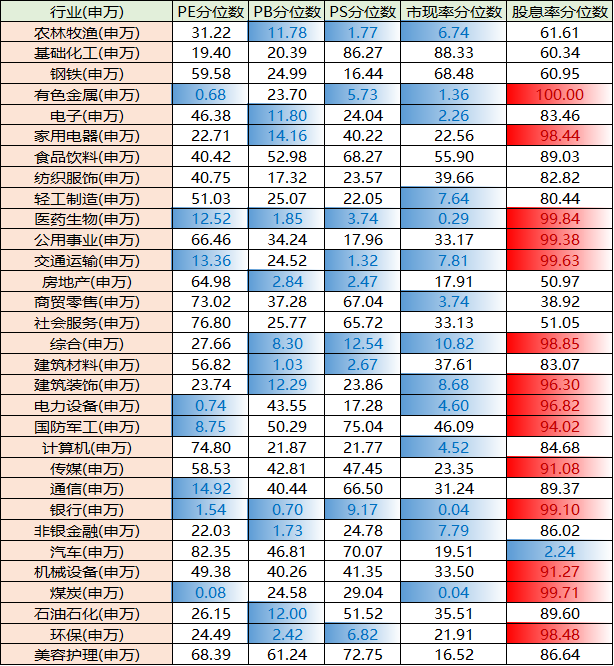 行业(申万) PE分位数 PB分位数 PS分位数 市现率分位数 股息率分位数
农林牧渔(申万) 31.22 11.78 1.77 6.74 61.61
基础化工(申万) 19.40 20.39 86.27 88.33 60.34
钢铁(申万) 59.58 24.99 16.44 68.48 60.95
有色金属(申万) 0.68 23.70 5.73 1.36 100.00
电子(申万) 46.38 11.80 24.04 2.26 83.46
家用电器(申万) 22.71 14.16 40.22 22.56 98.44
食品饮料(申万) 40.42 52.98 68.27 55.90 89.03
纺织服饰(申万) 40.75 17.32 23.57 39.66 82.82
轻工制造(申万) 51.03 25.07 22.05 7.64 80.44
医药生物(申万) 12.52 1.85 3.74 0.29 99.84
公用事业(申万) 66.46 34.24 17.96 33.17 99.38
交通运输(申万) 13.36 24.52 1.32 7.81 99.63
房地产(申万) 64.98 2.84 2.47 17.91 50.97
商贸零售(申万) 73.02 37.28 67.04 3.74 38.92
社会服务(申万) 76.80 25.77 65.72 33.13 51.05
综合(申万) 27.66 8.30 12.54 10.82 98.85
建筑材料(申万) 56.82 1.03 2.67 37.61 83.07
建筑装饰(申万) 23.74 12.29 23.86 8.68 96.30
电力设备(申万) 0.74 43.55 17.28 4.60 96.82
国防军工(申万) 8.75 50.29 75.04 46.09 94.02
计算机(申万) 74.80 21.87 21.77 4.52 84.68
传媒(申万) 58.53 42.81 47.45 23.35 91.08
通信(申万) 14.92 40.44 66.50 31.24 89.37
银行(申万) 1.54 0.70 9.17 0.04 99.10
非银金融(申万) 22.03 1.73 24.78 7.79 86.02
汽车(申万) 82.35 46.81 70.07 19.51 2.24
机械设备(申万) 49.38 40.26 41.35 33.50 91.27
煤炭(申万) 0.08 24.58 29.04 0.04 99.71
石油石化(申万) 26.15 12.00 51.52 35.51 89.60
环保(申万) 24.49 2.42 6.82 21.91 98.48
美容护理(申万) 68.39 61.24 72.75 16.52 86.64